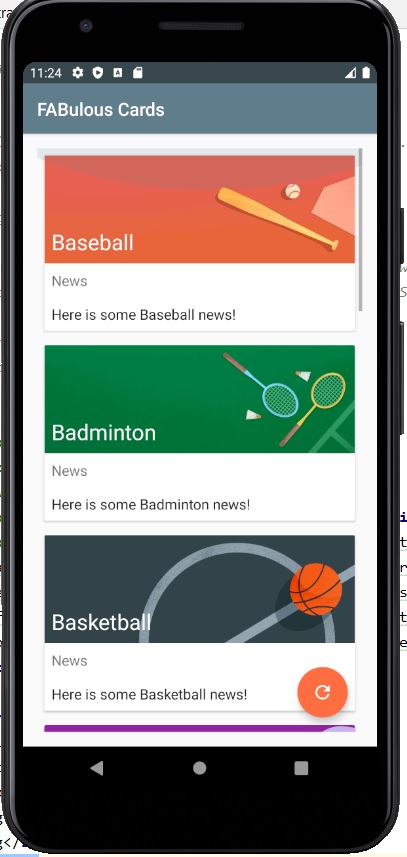 11:24
FABulous Cards
Baseball
News
Here is some Baseball news!
Badminton
News
Here is some Badminton news!
Basketball
News
Here is some Basketball news!